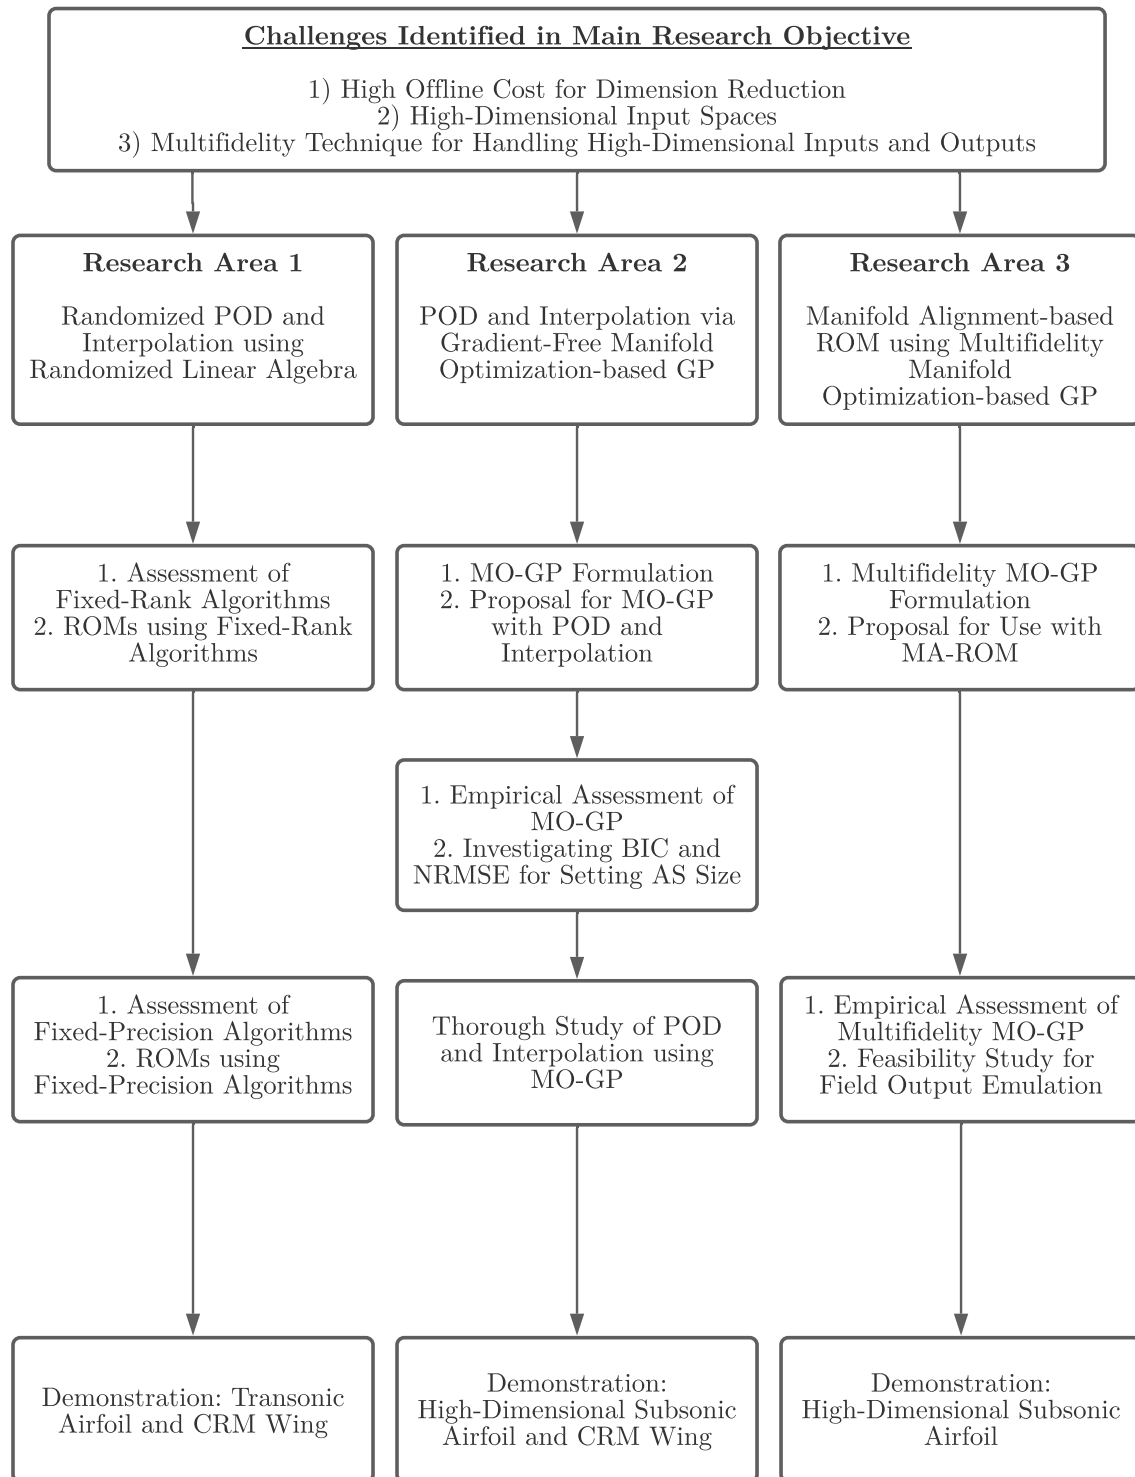 Challenges Identified in Main Research Objective
1) High Offline Cost for Dimension Reduction
2) High-Dimensional Input Spaces
3) Multifidelity Technique for Handling High-Dimensional Inputs and Outputs
Research Area 1
Randomized POD and
Interpolation using
Randomized Linear Algebra
Research Area 2
POD and Interpolation via
Gradient-Free Manifold
Optimization-based GP
Research Area 3
Manifold Alignment-based
ROM using Multifidelity
Manifold
Optimization-based GP
1. Assessment of
Fixed-Rank Algorithms
2. ROMs using Fixed-Rank
Algorithms
1. MO-GP Formulation
2. Proposal for MO-GP
with POD and
Interpolation
1. Multifidelity MO-GP
Formulation
2. Proposal for Use with
MA-ROM
1. Empirical Assessment of
MO-GP
2. Investigating BIC and
NRMSE for Setting AS Size
1. Assessment of
Fixed-Precision Algorithms
2. ROMs using
Fixed-Precision Algorithms
Thorough Study of POD
and Interpolation using
MO-GP
1. Empirical Assessment of
Multifidelity MO-GP
2. Feasibility Study for
Field Output Emulation
Demonstration: Transonic
Airfoil and CRM Wing
Demonstration:
High-Dimensional Subsonic
Airfoil and CRM Wing
Demonstration:
High-Dimensional Subsonic
Airfoil